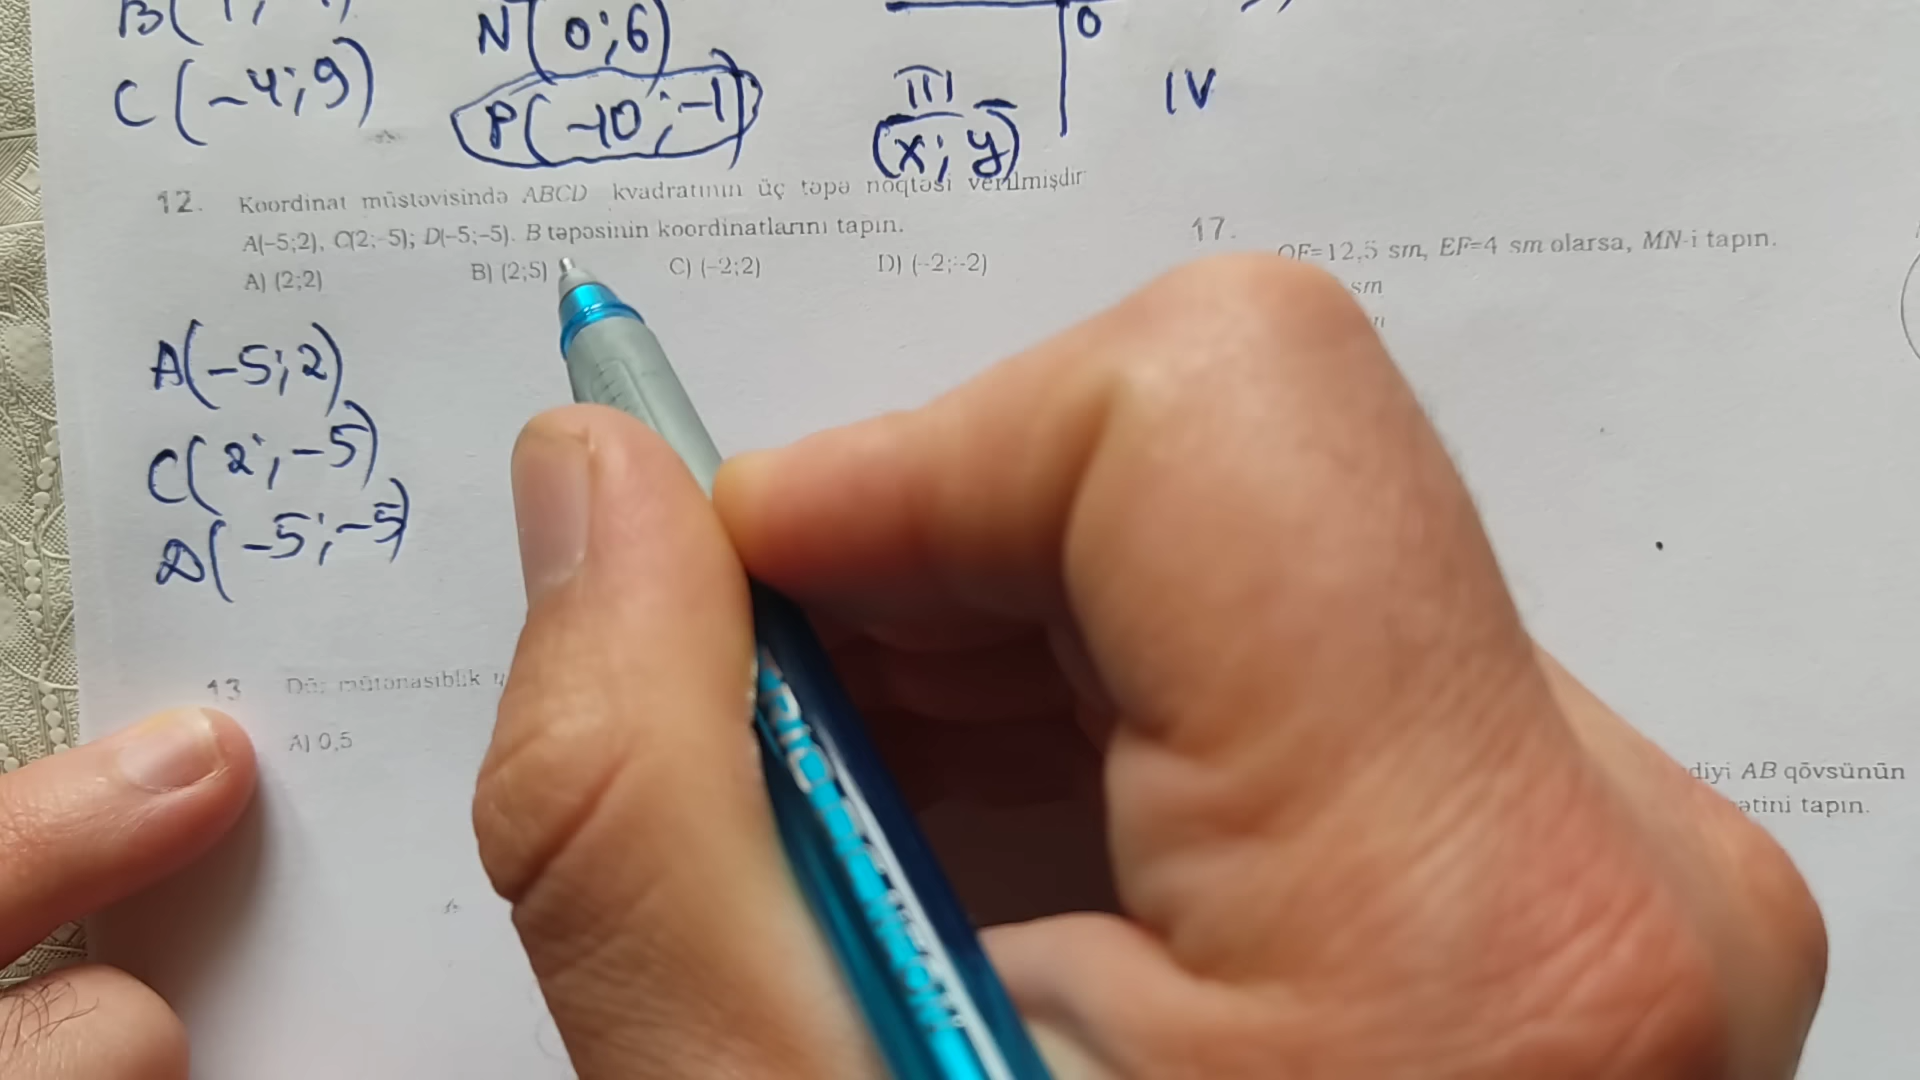 C(-4;9)
N(0;6)
P(-10;-1)
0
III
IV
(x; y)
12. Koordinat müstəvisində ABCD kvadratının üç təpə nöqtəsi verilmişdir
A(–5;2), C(2;–5); D(–5;–5). B təpəsinin koordinatlarını tapın.
A) (2;2) B) (2;5) C) (–2;2) D) (–2;–2)
A(-5;2)
C(2;-5)
D(-5;-5)
13 mütənasiblik
A) 0,5
17.
OF=12,5 sm, EF=4 sm olarsa, MN-i tapın.
sm
diyi AB qövsünün
tapın.